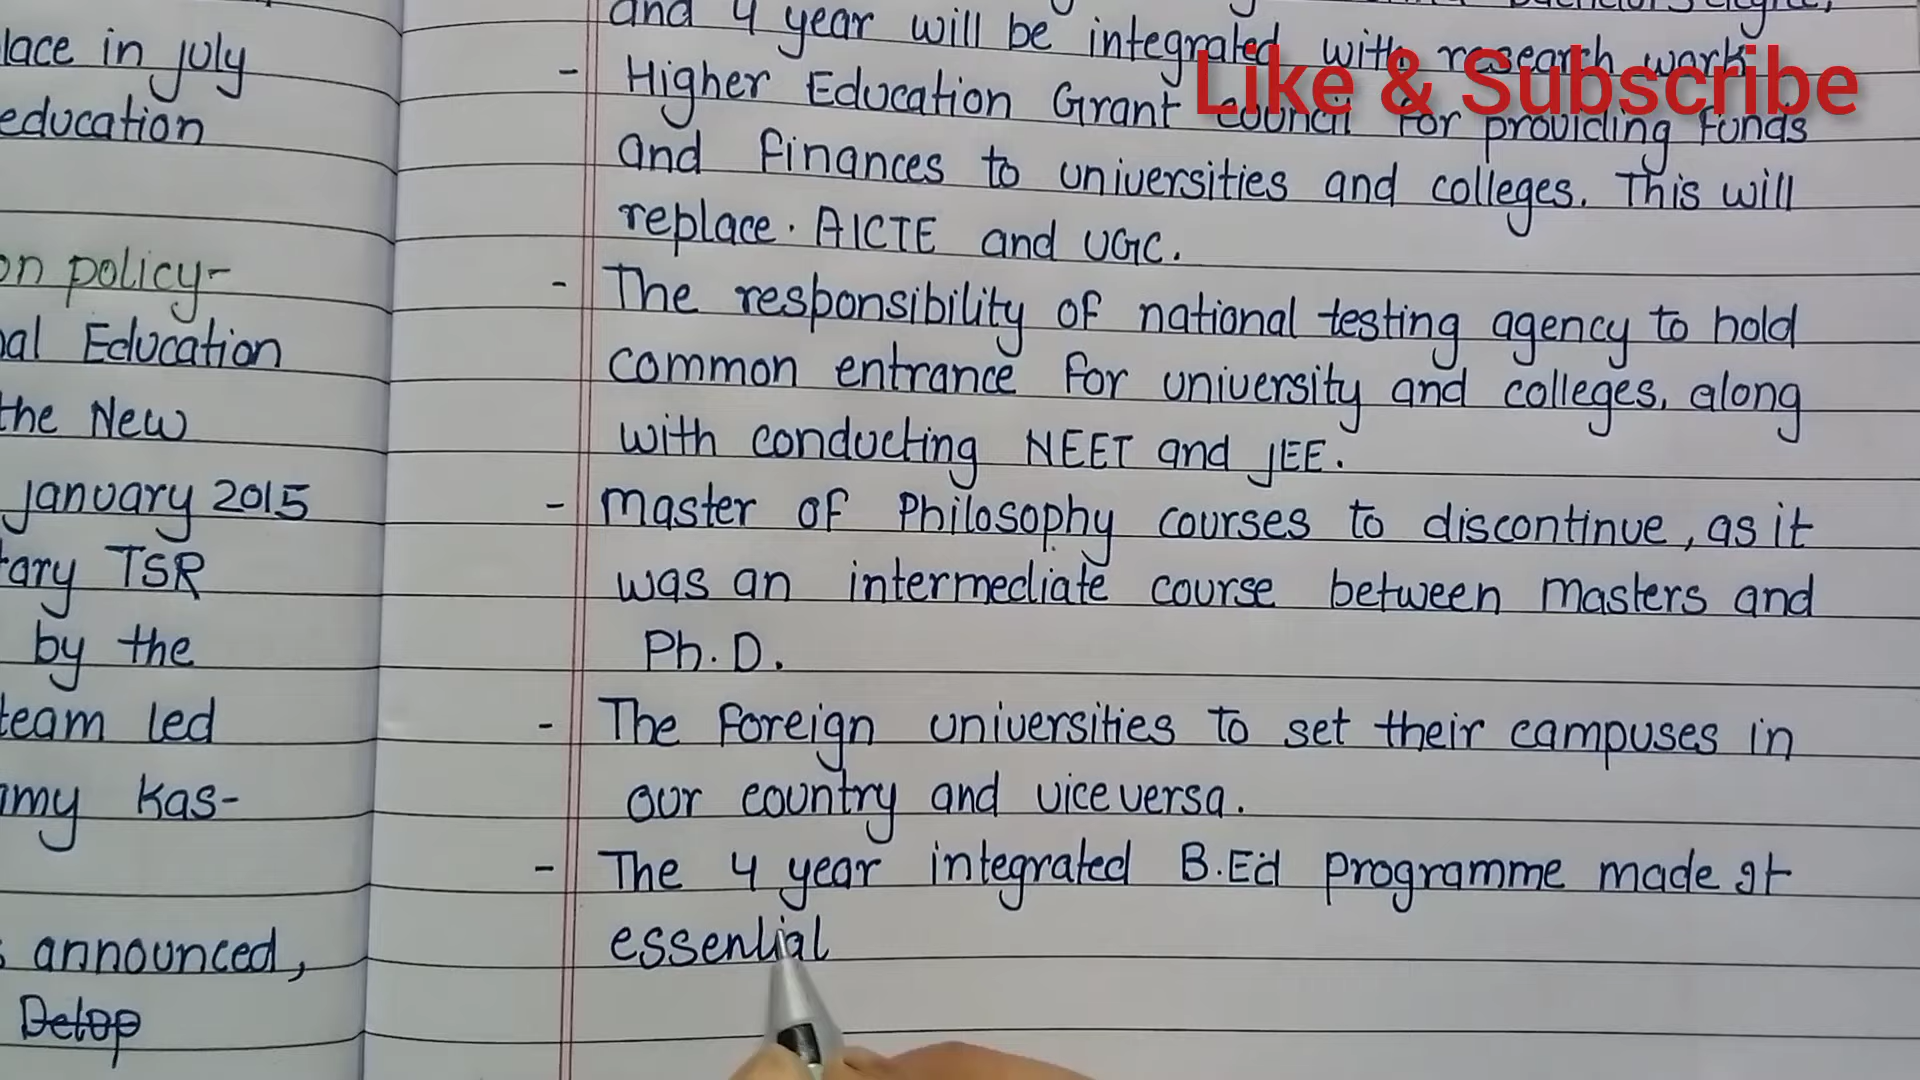 lace in july
education
on policy-
nal Education
the New
january 2015
tary TSR
by the
team led
my kas-
announced,
and 4 year will be integrated with research work
- Higher Education Grant council for providing funds
and finances to universities and colleges. This will
replace. AICTE and UGC.
- The responsibility of national testing agency to hold
common entrance for university and colleges, along
with conducting NEET and JEE.
- Master of Philosophy courses to discontinue, as it
was an intermediate course between Masters and
Ph.D.
- The foreign universities to set their campuses in
our country and vice versa.
- The 4 year integrated B.Ed programme made at
essential
Like & Subscribe